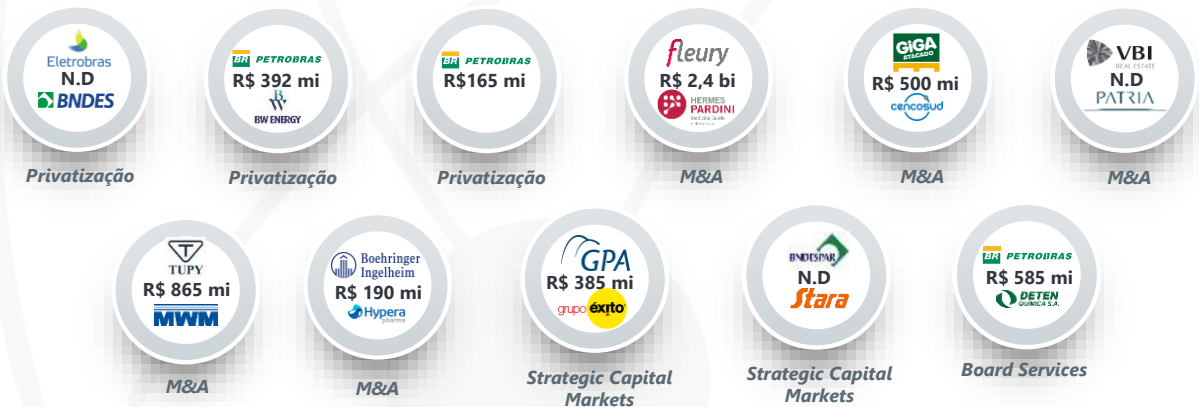 Eletrobras
N.D
BNDES
Privatização
BR PETROBRAS
R$ 392 mi
BW ENERGY
Privatização
BR PETROBRAS
R$165 mi
Privatização
fleury
R$ 2,4 bi
HERMES
PARDINI
M&A
GIGA
ATACADO
R$ 500 mi
cencosud
M&A
VBI
REAL ESTATE
N.D
PATRIA
M&A
TUPY
R$ 865 mi
MWM
M&A
Boehringer
Ingelheim
R$ 190 mi
Hypera
pharma
M&A
GPA
R$ 385 mi
grupo éxito
Strategic Capital
Markets
BNDESPAR
N.D
Stara
Strategic Capital
Markets
BR PETROBRAS
R$ 585 mi
DETEN
QUÍMICA S.A.
Board Services